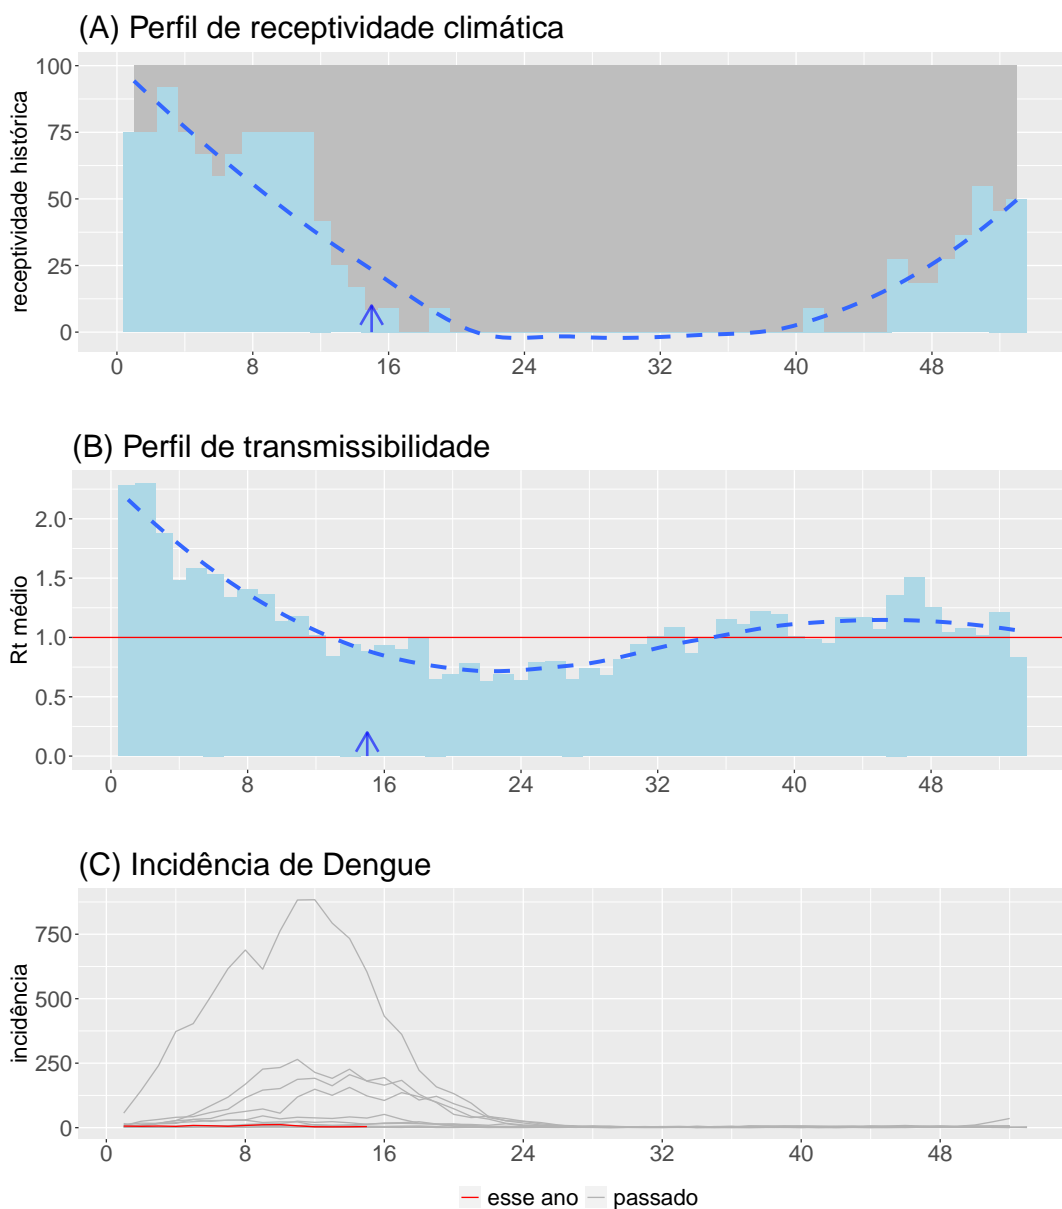 (A) Perfil de receptividade climática
receptividade histórica
100
75
50
25
0
0 8 16 24 32 40 48
(B) Perfil de transmissibilidade
Rt médio
2.0
1.5
1.0
0.5
0.0
0 8 16 24 32 40 48
(C) Incidência de Dengue
incidência
750
500
250
0
0 8 16 24 32 40 48
esse ano passado